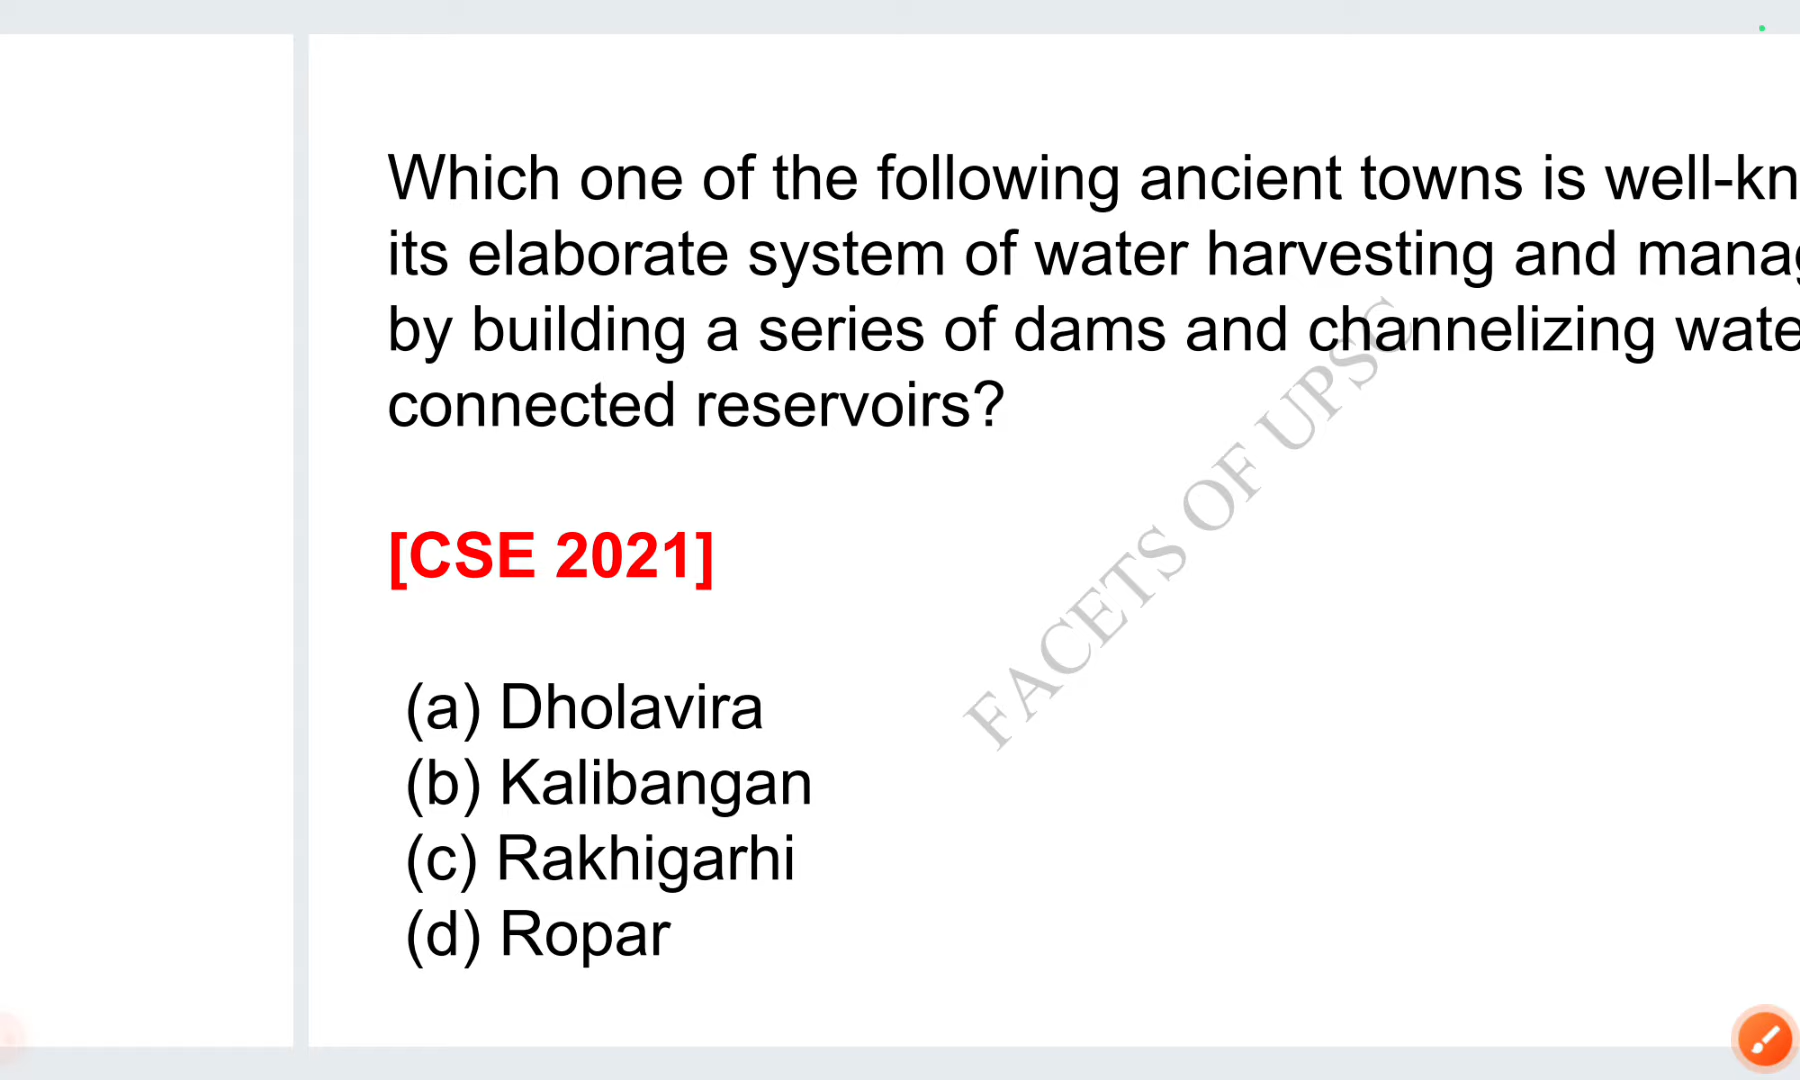 Which one of the following ancient towns is well-kn
its elaborate system of water harvesting and mana
by building a series of dams and channelizing wate
connected reservoirs?
[CSE 2021]
(a) Dholavira
(b) Kalibangan
(c) Rakhigarhi
(d) Ropar
FACETS OF UPSC